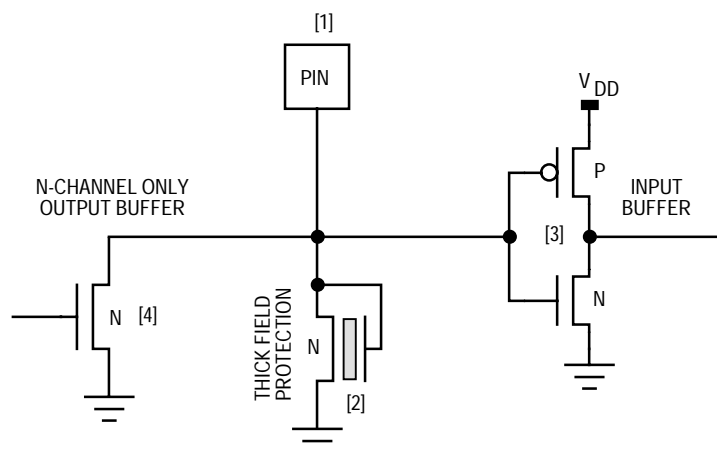 [1]
PIN
V DD
N-CHANNEL ONLY
OUTPUT BUFFER
P
INPUT
BUFFER
[3]
N
[4]
N
THICK FIELD
PROTECTION
N
[2]